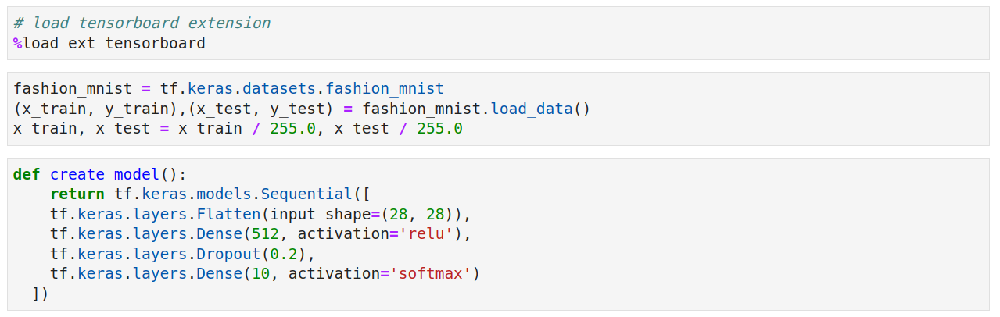 # load tensorboard extension
%load_ext tensorboard
fashion_mnist = tf.keras.datasets.fashion_mnist
(x_train, y_train),(x_test, y_test) = fashion_mnist.load_data()
x_train, x_test = x_train / 255.0, x_test / 255.0
def create_model():
    return tf.keras.models.Sequential([
    tf.keras.layers.Flatten(input_shape=(28, 28)),
    tf.keras.layers.Dense(512, activation='relu'),
    tf.keras.layers.Dropout(0.2),
    tf.keras.layers.Dense(10, activation='softmax')
  ])